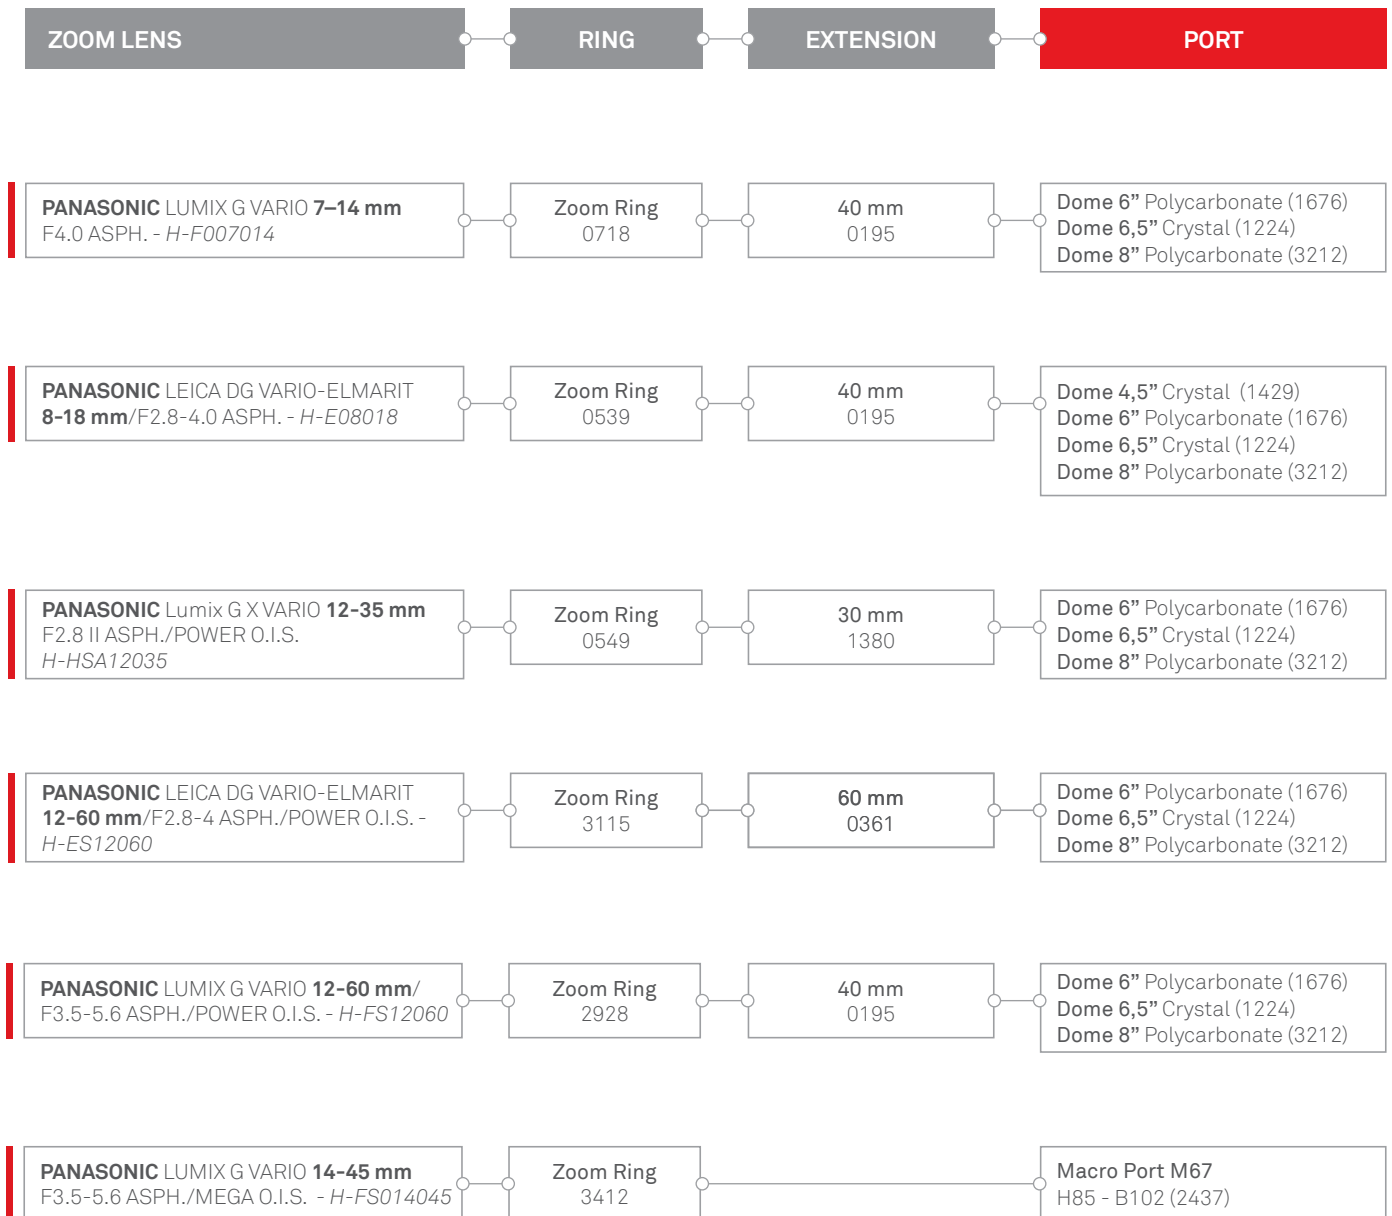 ZOOM LENS RING EXTENSION PORT
PANASONIC LUMIX G VARIO 7–14 mm
F4.0 ASPH. - H-F007014
Zoom Ring
0718
40 mm
0195
Dome 6” Polycarbonate (1676)
Dome 6,5” Crystal (1224)
Dome 8” Polycarbonate (3212)
PANASONIC LEICA DG VARIO-ELMARIT
8-18 mm/F2.8-4.0 ASPH. - H-E08018
Zoom Ring
0539
40 mm
0195
Dome 4,5” Crystal (1429)
Dome 6” Polycarbonate (1676)
Dome 6,5” Crystal (1224)
Dome 8” Polycarbonate (3212)
PANASONIC Lumix G X VARIO 12-35 mm
F2.8 II ASPH./POWER O.I.S.
H-HSA12035
Zoom Ring
0549
30 mm
1380
Dome 6” Polycarbonate (1676)
Dome 6,5” Crystal (1224)
Dome 8” Polycarbonate (3212)
PANASONIC LEICA DG VARIO-ELMARIT
12-60 mm/F2.8-4 ASPH./POWER O.I.S. -
H-ES12060
Zoom Ring
3115
60 mm
0361
Dome 6” Polycarbonate (1676)
Dome 6,5” Crystal (1224)
Dome 8” Polycarbonate (3212)
PANASONIC LUMIX G VARIO 12-60 mm/
F3.5-5.6 ASPH./POWER O.I.S. - H-FS12060
Zoom Ring
2928
40 mm
0195
Dome 6” Polycarbonate (1676)
Dome 6,5” Crystal (1224)
Dome 8” Polycarbonate (3212)
PANASONIC LUMIX G VARIO 14-45 mm
F3.5-5.6 ASPH./MEGA O.I.S. - H-FS014045
Zoom Ring
3412
Macro Port M67
H85 - B102 (2437)